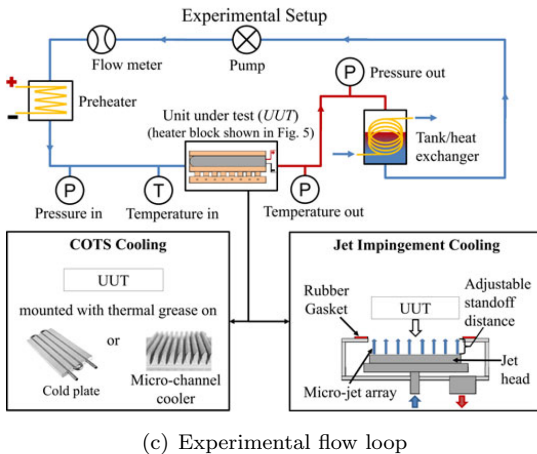 Experimental Setup
Flow meter
Pump
P
Pressure out
+
-
Preheater
Unit under test (UUT)
(heater block shown in Fig. 5)
Tank/heat
exchanger
P
Pressure in
T
Temperature in
P
Temperature out
COTS Cooling
UUT
mounted with thermal grease on
or
Cold plate
Micro-channel
cooler
Jet Impingement Cooling
Rubber
Gasket
UUT
Adjustable
standoff
distance
Jet
head
Micro-jet array
(c) Experimental flow loop